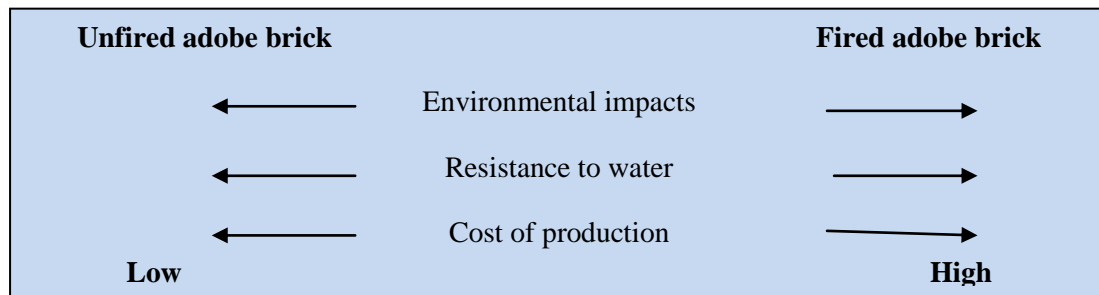 Unfired adobe brick Fired adobe brick
Environmental impacts
Resistance to water
Cost of production
Low High